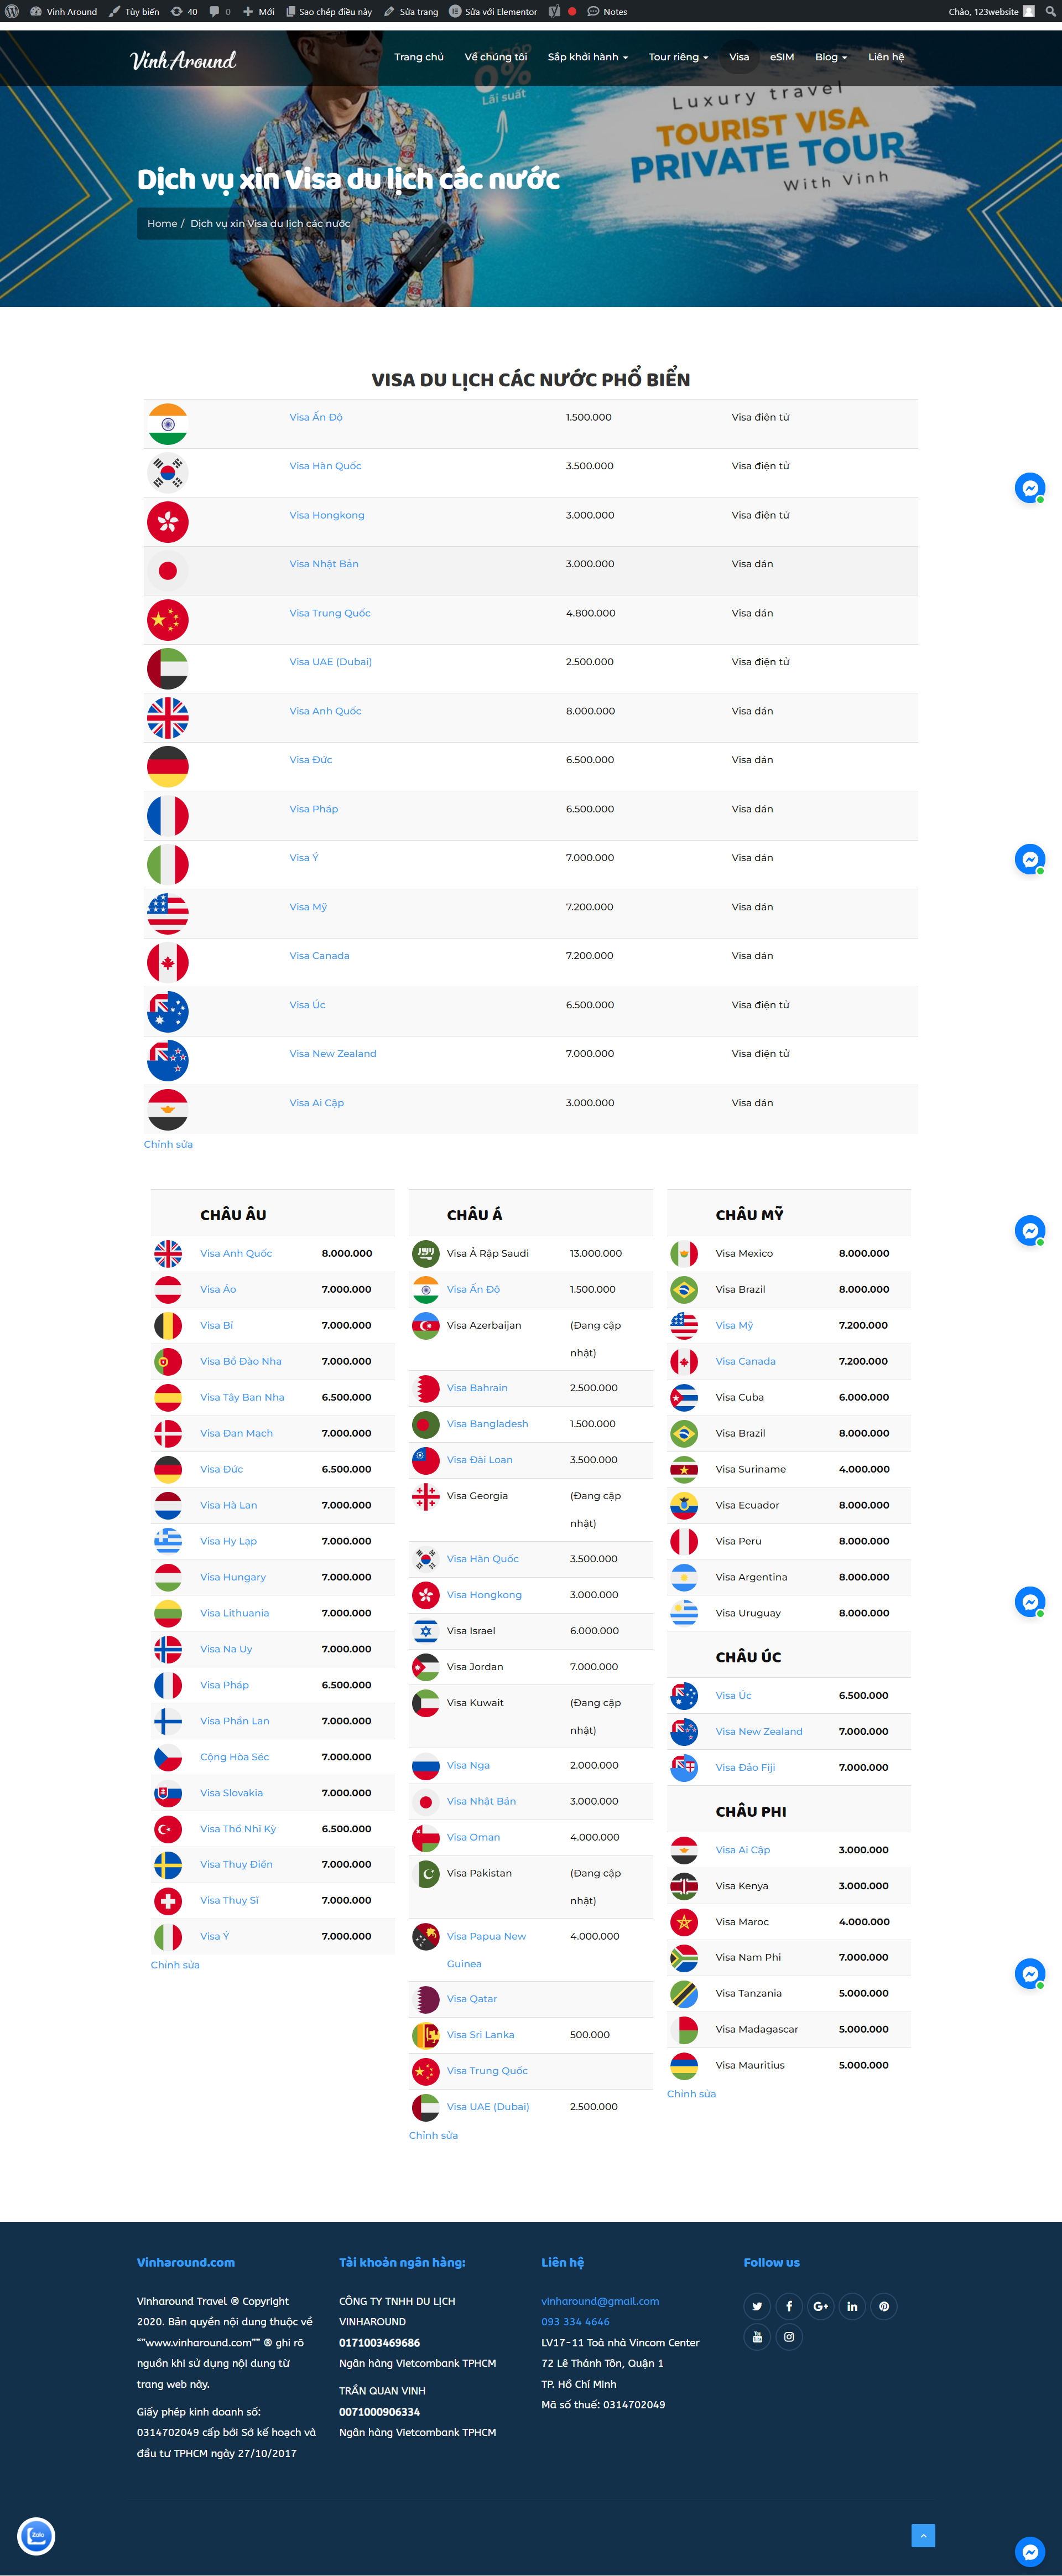 Vinh Around
Tùy biến
40
0
Mới
Sao chép điều này
Sửa trang
Sửa với Elementor
Notes
Chào, 123website
Vinh Around
Trang chủ
Về chúng tôi
Sắp khởi hành
Tour riêng
Visa
eSIM
Blog
Liên hệ
0%
Lãi suất
Luxury travel
TOURIST VISA
PRIVATE TOUR
With Vinh
Dịch vụ xin Visa du lịch các nước
Home / Dịch vụ xin Visa du lịch các nước
VISA DU LỊCH CÁC NƯỚC PHỔ BIẾN
Visa Ấn Độ 1.500.000 Visa điện tử
Visa Hàn Quốc 3.500.000 Visa điện tử
Visa Hongkong 3.000.000 Visa điện tử
Visa Nhật Bản 3.000.000 Visa dán
Visa Trung Quốc 4.800.000 Visa dán
Visa UAE (Dubai) 2.500.000 Visa điện tử
Visa Anh Quốc 8.000.000 Visa dán
Visa Đức 6.500.000 Visa dán
Visa Pháp 6.500.000 Visa dán
Visa Ý 7.000.000 Visa dán
Visa Mỹ 7.200.000 Visa dán
Visa Canada 7.200.000 Visa dán
Visa Úc 6.500.000 Visa điện tử
Visa New Zealand 7.000.000 Visa điện tử
Visa Ai Cập 3.000.000 Visa dán
Chỉnh sửa
CHÂU ÂU
Visa Anh Quốc 8.000.000
Visa Áo 7.000.000
Visa Bỉ 7.000.000
Visa Bồ Đào Nha 7.000.000
Visa Tây Ban Nha 6.500.000
Visa Đan Mạch 7.000.000
Visa Đức 6.500.000
Visa Hà Lan 7.000.000
Visa Hy Lạp 7.000.000
Visa Hungary 7.000.000
Visa Lithuania 7.000.000
Visa Na Uy 7.000.000
Visa Pháp 6.500.000
Visa Phần Lan 7.000.000
Cộng Hòa Séc 7.000.000
Visa Slovakia 7.000.000
Visa Thổ Nhĩ Kỳ 6.500.000
Visa Thuỵ Điển 7.000.000
Visa Thuỵ Sĩ 7.000.000
Visa Ý 7.000.000
Chỉnh sửa
CHÂU Á
Visa Ả Rập Saudi 13.000.000
Visa Ấn Độ 1.500.000
Visa Azerbaijan (Đang cập
nhật)
Visa Bahrain 2.500.000
Visa Bangladesh 1.500.000
Visa Đài Loan 3.500.000
Visa Georgia (Đang cập
nhật)
Visa Hàn Quốc 3.500.000
Visa Hongkong 3.000.000
Visa Israel 6.000.000
Visa Jordan 7.000.000
Visa Kuwait (Đang cập
nhật)
Visa Nga 2.000.000
Visa Nhật Bản 3.000.000
Visa Oman 4.000.000
Visa Pakistan (Đang cập
nhật)
Visa Papua New 4.000.000
Guinea
Visa Qatar
Visa Sri Lanka 500.000
Visa Trung Quốc
Visa UAE (Dubai) 2.500.000
Chỉnh sửa
CHÂU MỸ
Visa Mexico 8.000.000
Visa Brazil 8.000.000
Visa Mỹ 7.200.000
Visa Canada 7.200.000
Visa Cuba 6.000.000
Visa Brazil 8.000.000
Visa Suriname 4.000.000
Visa Ecuador 8.000.000
Visa Peru 8.000.000
Visa Argentina 8.000.000
Visa Uruguay 8.000.000
CHÂU ÚC
Visa Úc 6.500.000
Visa New Zealand 7.000.000
Visa Đảo Fiji 7.000.000
CHÂU PHI
Visa Ai Cập 3.000.000
Visa Kenya 3.000.000
Visa Maroc 4.000.000
Visa Nam Phi 7.000.000
Visa Tanzania 5.000.000
Visa Madagascar 5.000.000
Visa Mauritius 5.000.000
Chỉnh sửa
Vinharound.com
Vinharound Travel ® Copyright
2020. Bản quyền nội dung thuộc về
""www.vinharound.com"" ® ghi rõ
nguồn khi sử dụng nội dung từ
trang web này.
Giấy phép kinh doanh số:
0314702049 cấp bởi Sở kế hoạch và
đầu tư TPHCM ngày 27/10/2017
Tài khoản ngân hàng:
CÔNG TY TNHH DU LỊCH
VINHAROUND
0171003469686
Ngân hàng Vietcombank TPHCM
TRẦN QUAN VINH
0071000906334
Ngân hàng Vietcombank TPHCM
Liên hệ
vinharound@gmail.com
093 334 4646
LV17-11 Toà nhà Vincom Center
72 Lê Thánh Tôn, Quận 1
TP. Hồ Chí Minh
Mã số thuế: 0314702049
Follow us
Zalo